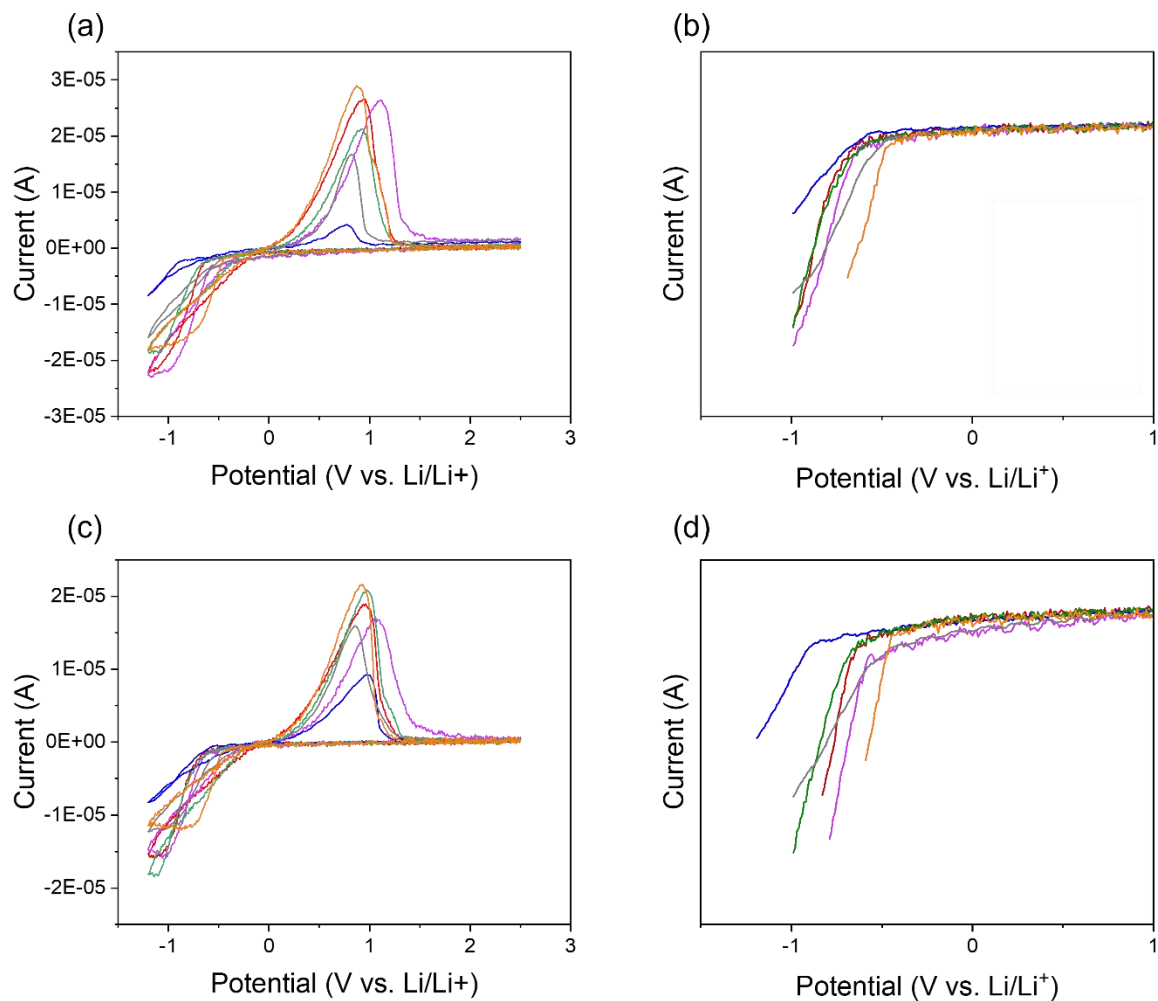 (a)
3E-05
2E-05
1E-05
0E+00
-1E-05
-2E-05
-3E-05
Current (A)
-1 0 1 2 3
Potential (V vs. Li/Li+)
(b)
Current (A)
-1 0 1
Potential (V vs. Li/Li⁺)
(c)
2E-05
1E-05
0E+00
-1E-05
-2E-05
Current (A)
-1 0 1 2 3
Potential (V vs. Li/Li+)
(d)
Current (A)
-1 0 1
Potential (V vs. Li/Li⁺)